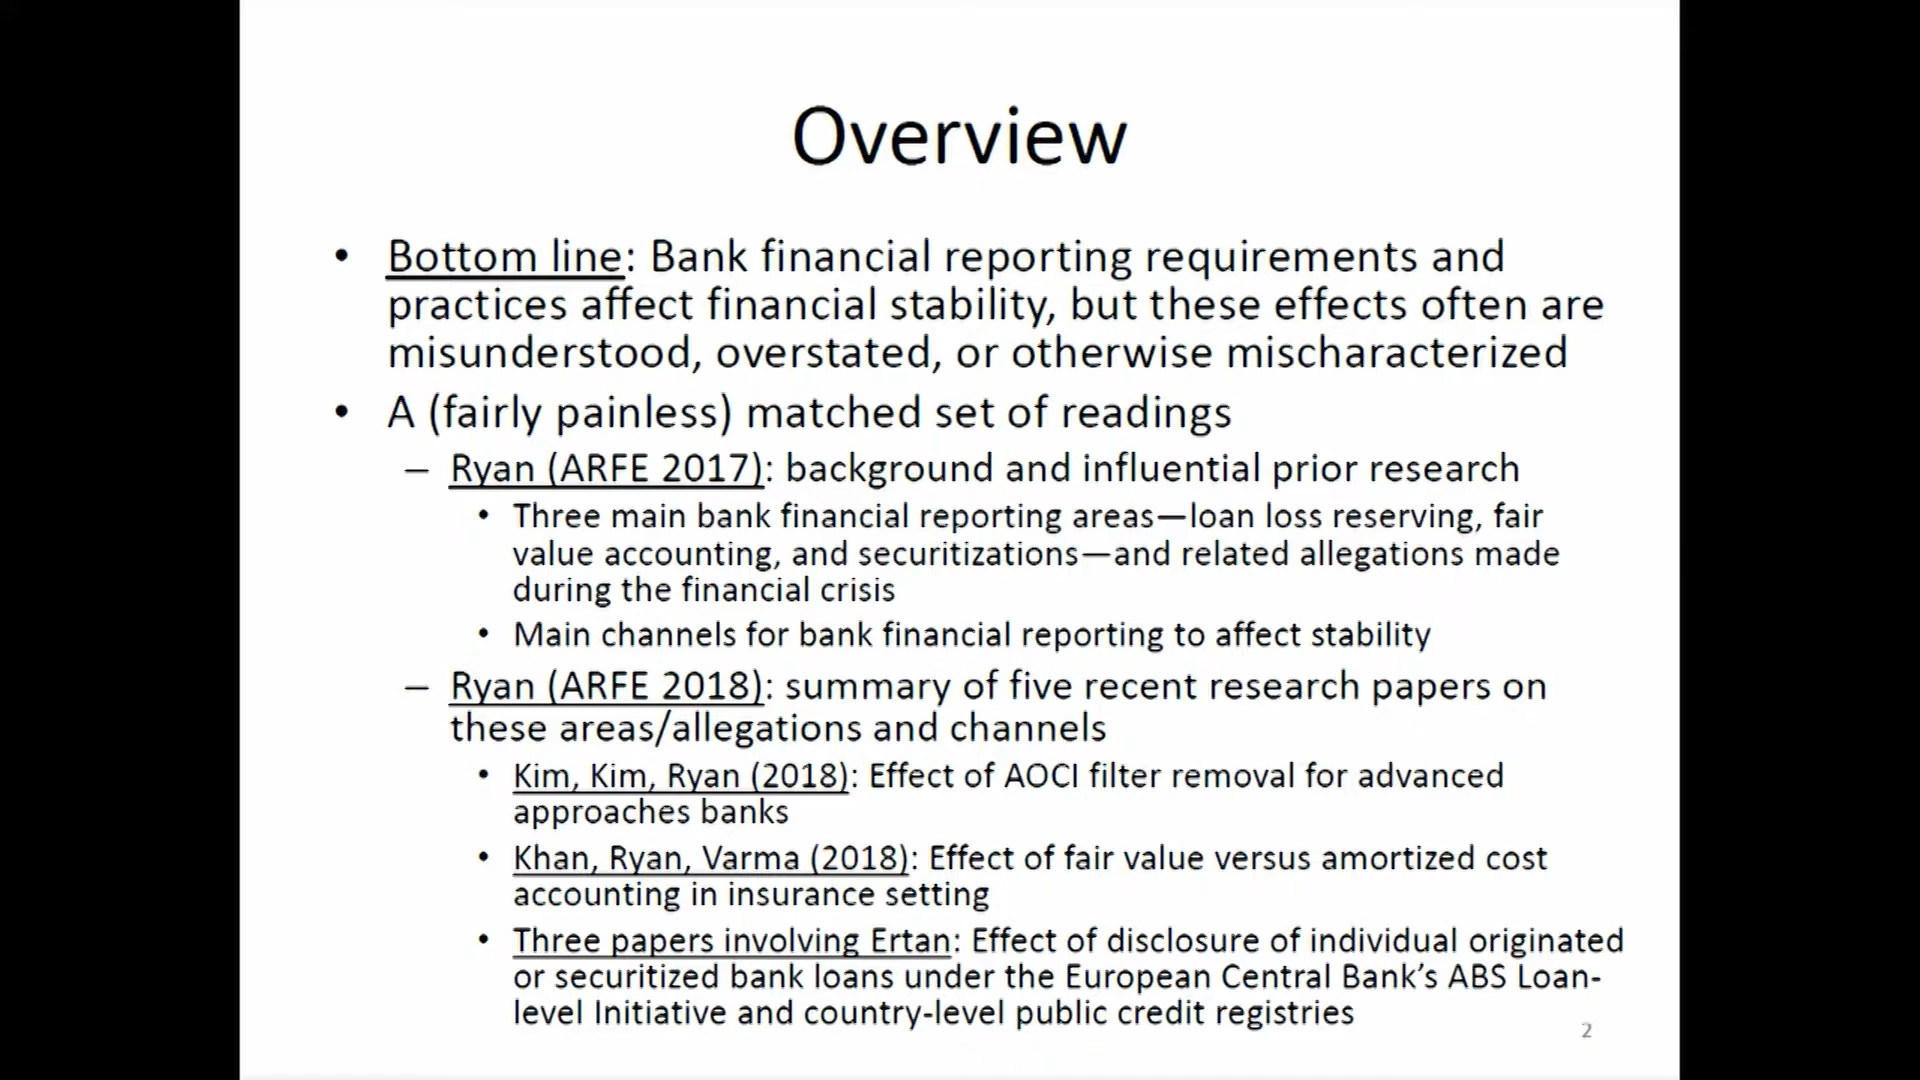 Overview
• Bottom line: Bank financial reporting requirements and
practices affect financial stability, but these effects often are
misunderstood, overstated, or otherwise mischaracterized
• A (fairly painless) matched set of readings
– Ryan (ARFE 2017): background and influential prior research
• Three main bank financial reporting areas—loan loss reserving, fair
value accounting, and securitizations—and related allegations made
during the financial crisis
• Main channels for bank financial reporting to affect stability
– Ryan (ARFE 2018): summary of five recent research papers on
these areas/allegations and channels
• Kim, Kim, Ryan (2018): Effect of AOCI filter removal for advanced
approaches banks
• Khan, Ryan, Varma (2018): Effect of fair value versus amortized cost
accounting in insurance setting
• Three papers involving Ertan: Effect of disclosure of individual originated
or securitized bank loans under the European Central Bank’s ABS Loan-
level Initiative and country-level public credit registries
2